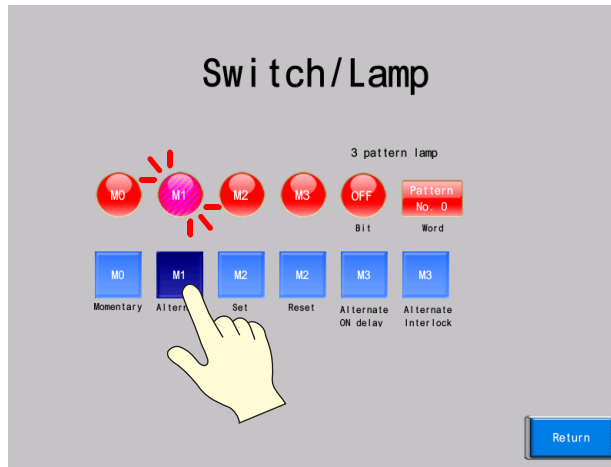 Switch/Lamp
3 pattern lamp
M0
M1
M2
M3
OFF
Pattern
No. 0
Bit
Word
M0
M1
M2
M2
M3
M3
Momentary
Set
Reset
Alternate
ON delay
Alternate
Interlock
Return